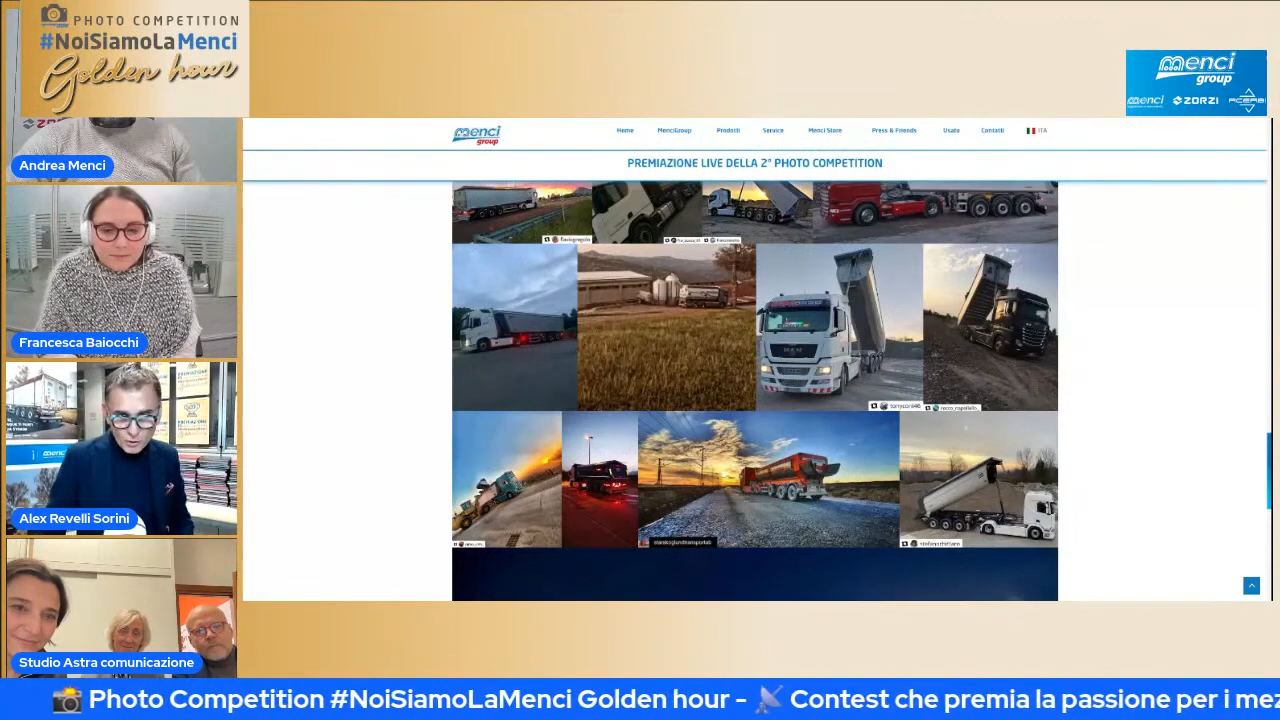 PHOTO COMPETITION
#NoiSiamoLaMenci
Golden hour
menci
group
menci ZORZI ACERBI
Andrea Menci
Francesca Baiocchi
Alex Revelli Sorini
Studio Astra comunicazione
menci
group
Home MenciGroup Prodotti Service Menci Store Press & Friends Usato Contatti ITA
PREMIAZIONE LIVE DELLA 2° PHOTO COMPETITION
📸 Photo Competition #NoiSiamoLaMenci Golden hour - 📡 Contest che premia la passione per i mez